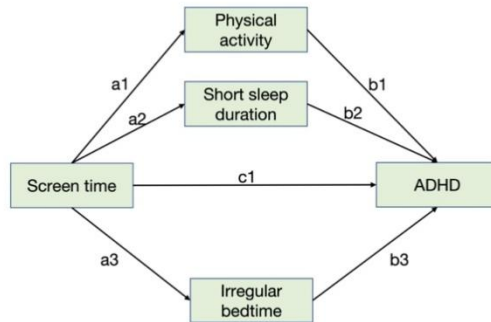 Physical
activity
a1
b1
Short sleep
duration
a2
b2
Screen time
c1
ADHD
a3
b3
Irregular
bedtime